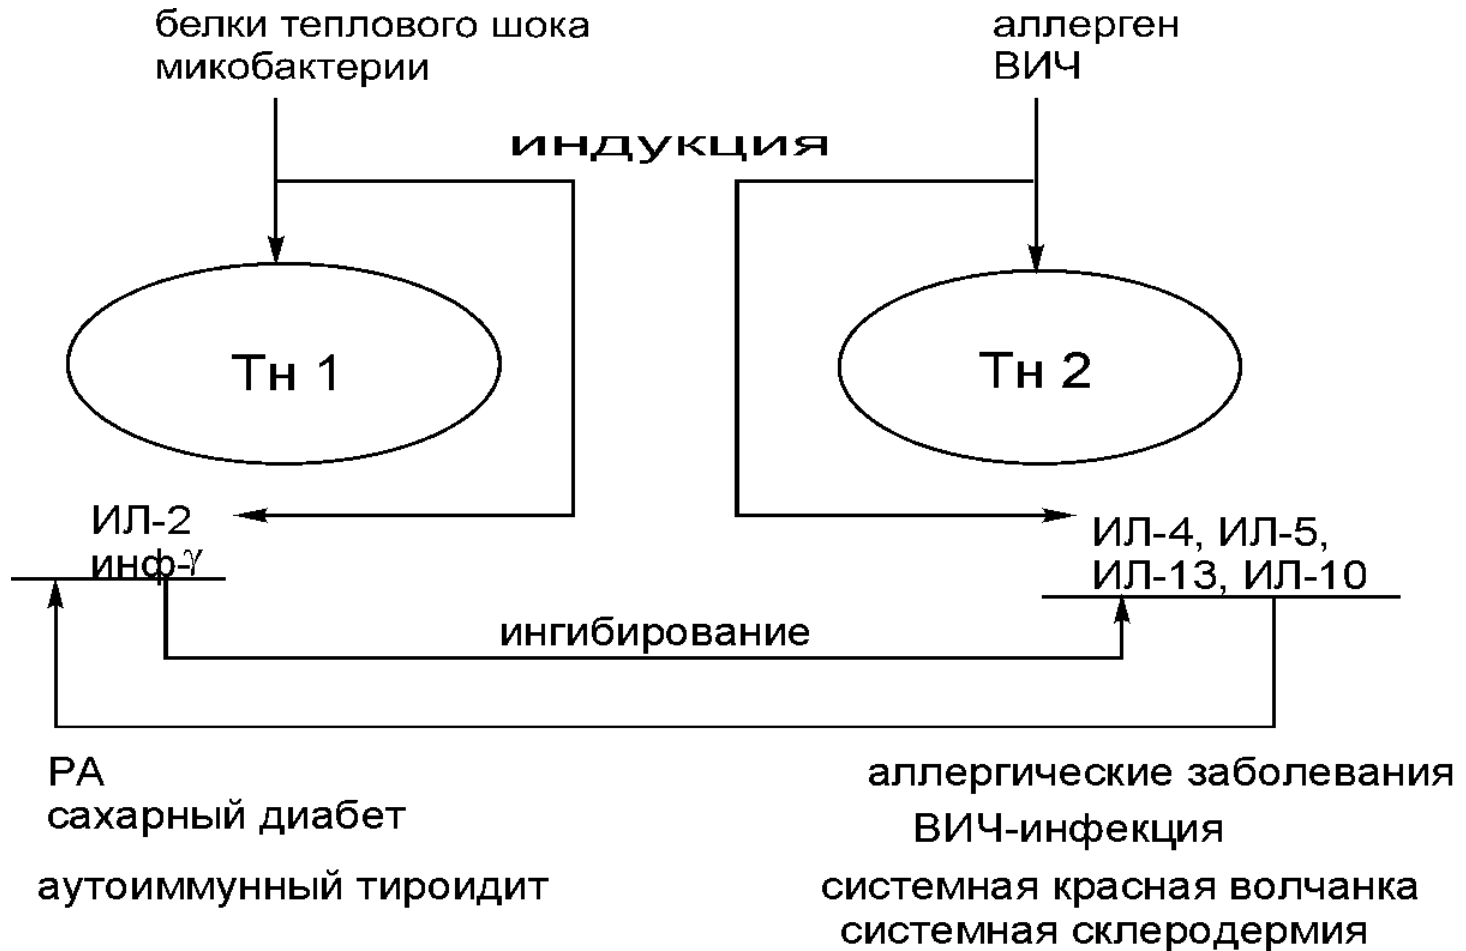 белки теплового шока
микобактерии
аллерген
ВИЧ
индукция
Тн 1
Тн 2
ИЛ-2
инф-γ
ИЛ-4, ИЛ-5,
ИЛ-13, ИЛ-10
ингибирование
РА
сахарный диабет
аутоиммунный тироидит
аллергические заболевания
ВИЧ-инфекция
системная красная волчанка
системная склеродермия